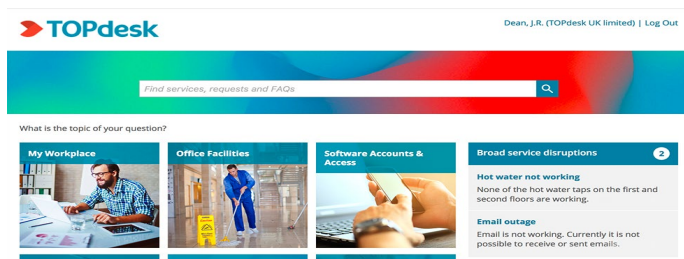 TOPdesk
Dean, J.R. (TOPdesk UK limited) | Log Out
Find services, requests and FAQs
What is the topic of your question?
My Workplace
Office Facilities
Software Accounts &
Access
Broad service disruptions 2
Hot water not working
None of the hot water taps on the first and
second floors are working.
Email outage
Email is not working. Currently it is not
possible to receive or sent emails.